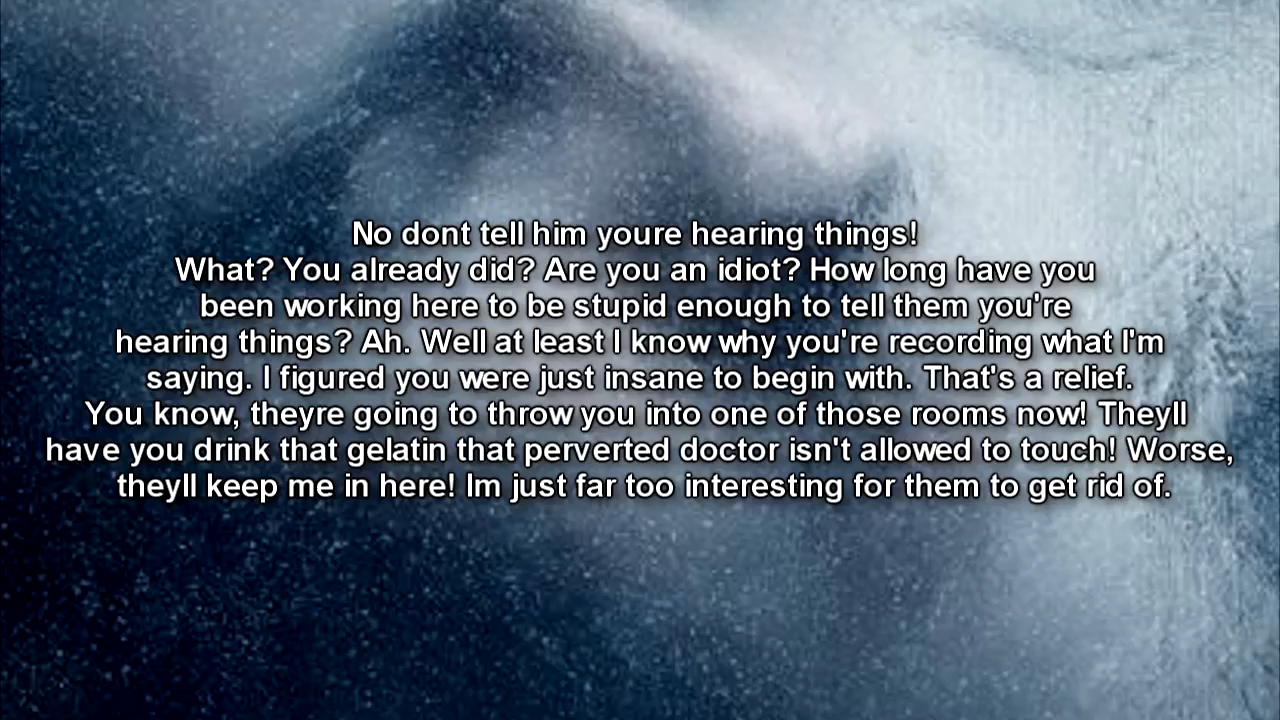 No dont tell him youre hearing things!
What? You already did? Are you an idiot? How long have you
been working here to be stupid enough to tell them you're
hearing things? Ah. Well at least I know why you're recording what I'm
saying. I figured you were just insane to begin with. That's a relief.
You know, theyre going to throw you into one of those rooms now! Theyll
have you drink that gelatin that perverted doctor isn't allowed to touch! Worse,
theyll keep me in here! Im just far too interesting for them to get rid of.